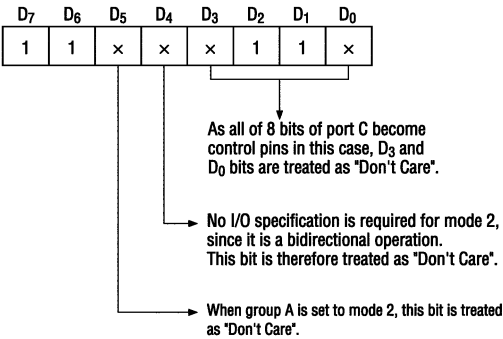 D₇ D₆ D₅ D₄ D₃ D₂ D₁ D₀
1 1 × × × 1 1 ×
As all of 8 bits of port C become
control pins in this case, D₃ and
D₀ bits are treated as "Don't Care".
No I/O specification is required for mode 2,
since it is a bidirectional operation.
This bit is therefore treated as "Don't Care".
When group A is set to mode 2, this bit is treated
as "Don't Care".